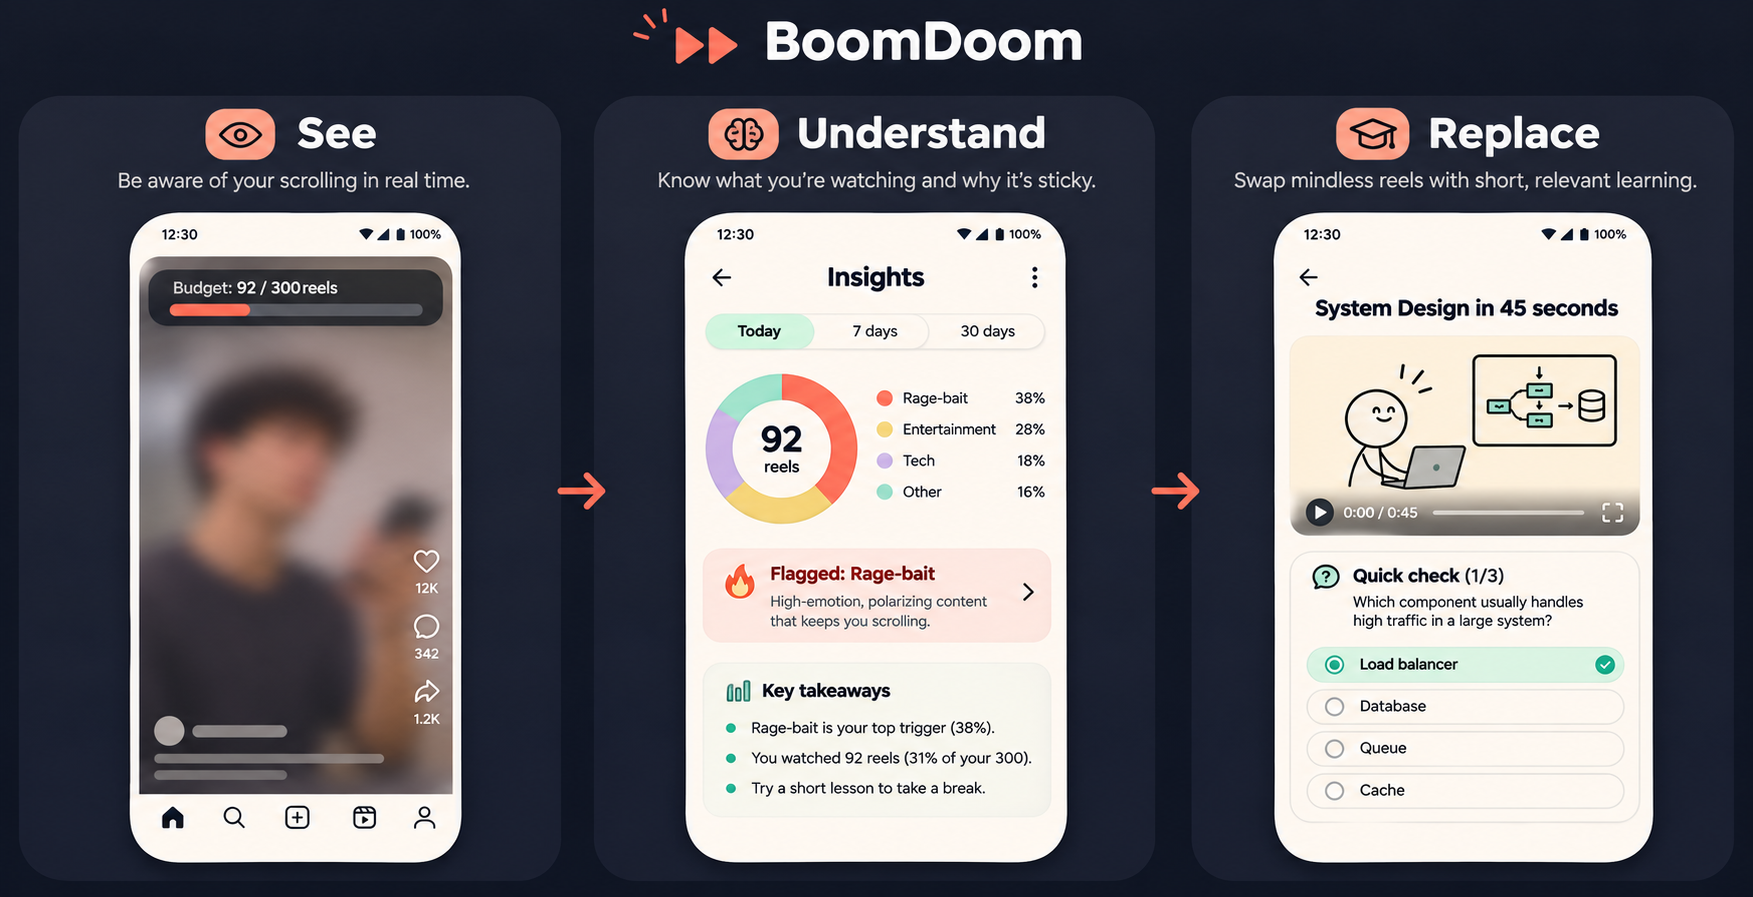 BoomDoom
See
Be aware of your scrolling in real time.
12:30
100%
Budget: 92 / 300 reels
12K
342
1.2K
Understand
Know what you're watching and why it's sticky.
12:30
100%
Insights
Today
7 days
30 days
92
reels
Rage-bait 38%
Entertainment 28%
Tech 18%
Other 16%
Flagged: Rage-bait
High-emotion, polarizing content
that keeps you scrolling.
Key takeaways
Rage-bait is your top trigger (38%).
You watched 92 reels (31% of your 300).
Try a short lesson to take a break.
Replace
Swap mindless reels with short, relevant learning.
12:30
100%
System Design in 45 seconds
0:00 / 0:45
Quick check (1/3)
Which component usually handles
high traffic in a large system?
Load balancer
Database
Queue
Cache